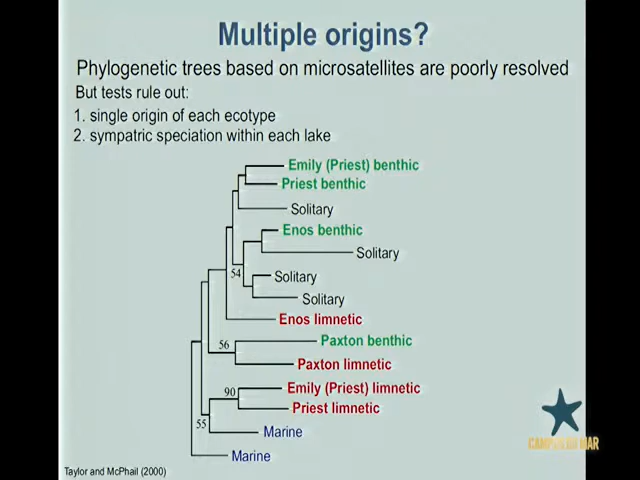 Multiple origins?
Phylogenetic trees based on microsatellites are poorly resolved
But tests rule out:
1. single origin of each ecotype
2. sympatric speciation within each lake
Emily (Priest) benthic
Priest benthic
Solitary
Enos benthic
Solitary
54
Solitary
Solitary
Enos limnetic
Paxton benthic
56
Paxton limnetic
Emily (Priest) limnetic
90
Priest limnetic
55
Marine
Marine
CAMPUS DO MAR
Taylor and McPhail (2000)